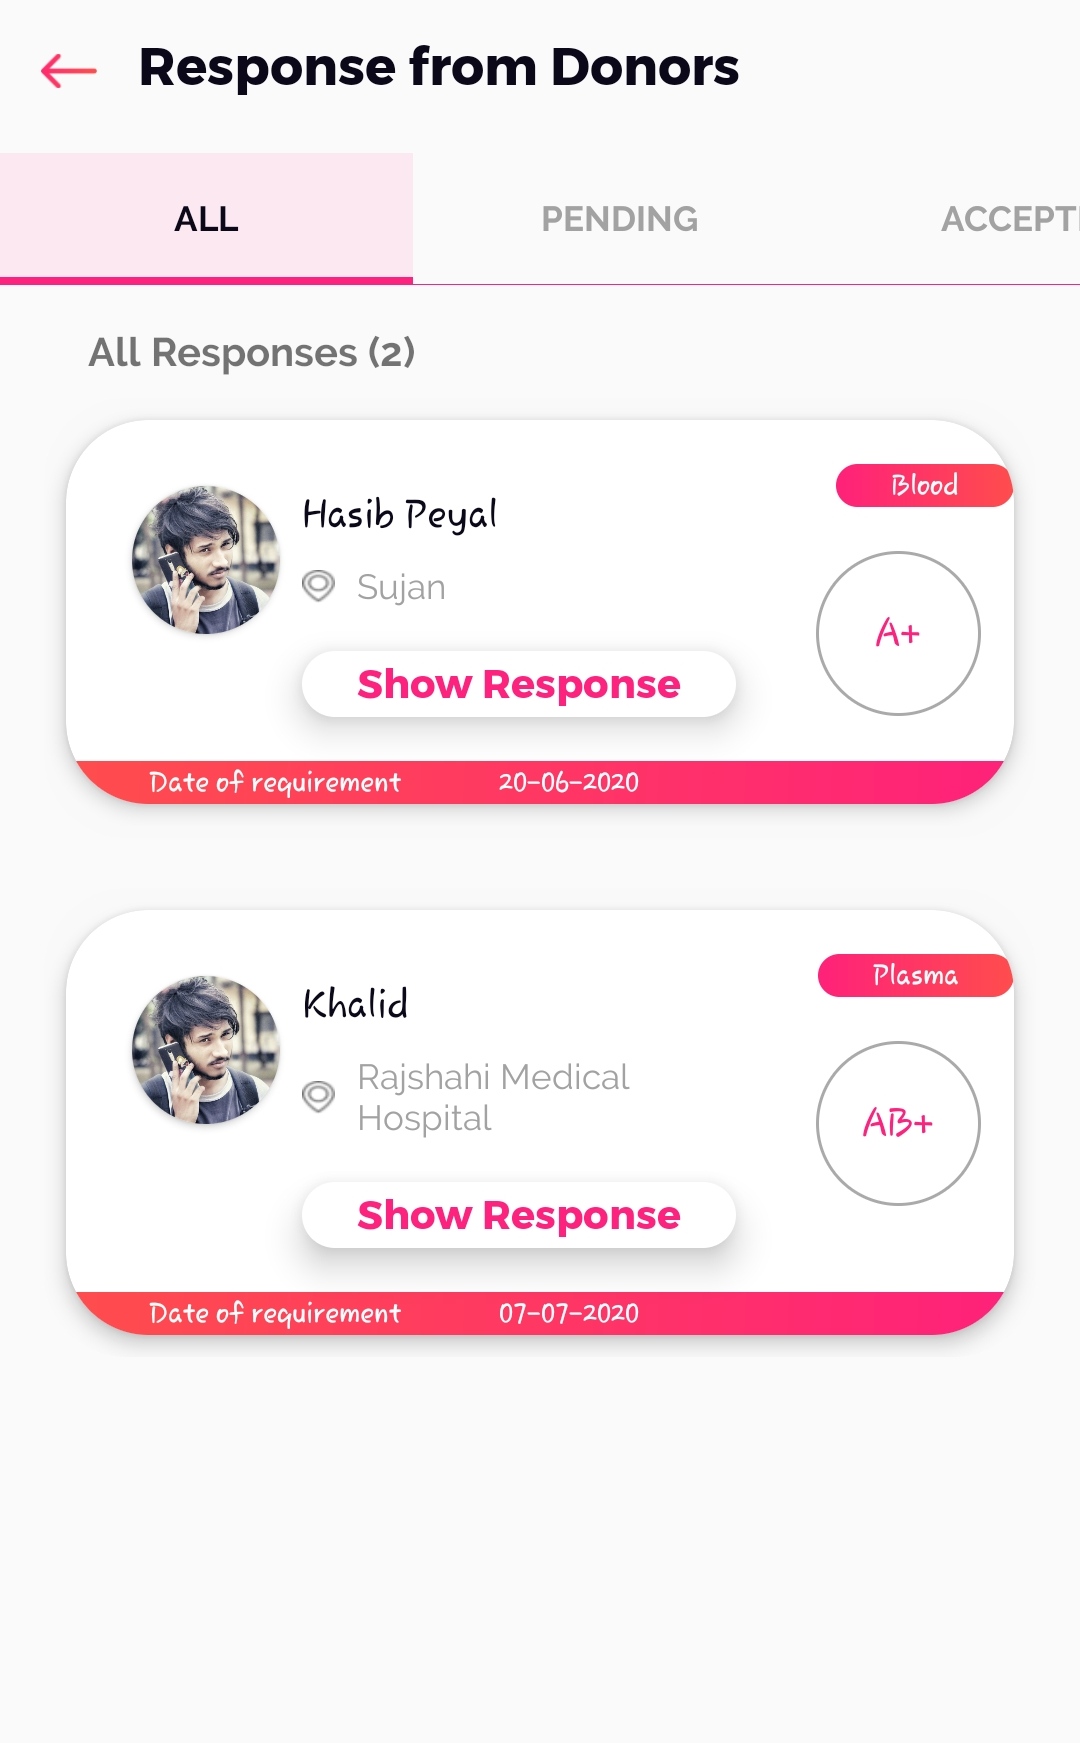 Response from Donors
ALL PENDING ACCEPT
All Responses (2)
Blood
Hasib Peyal
Sujan
A+
Show Response
Date of requirement 20-06-2020
Plasma
Khalid
Rajshahi Medical
Hospital
AB+
Show Response
Date of requirement 07-07-2020